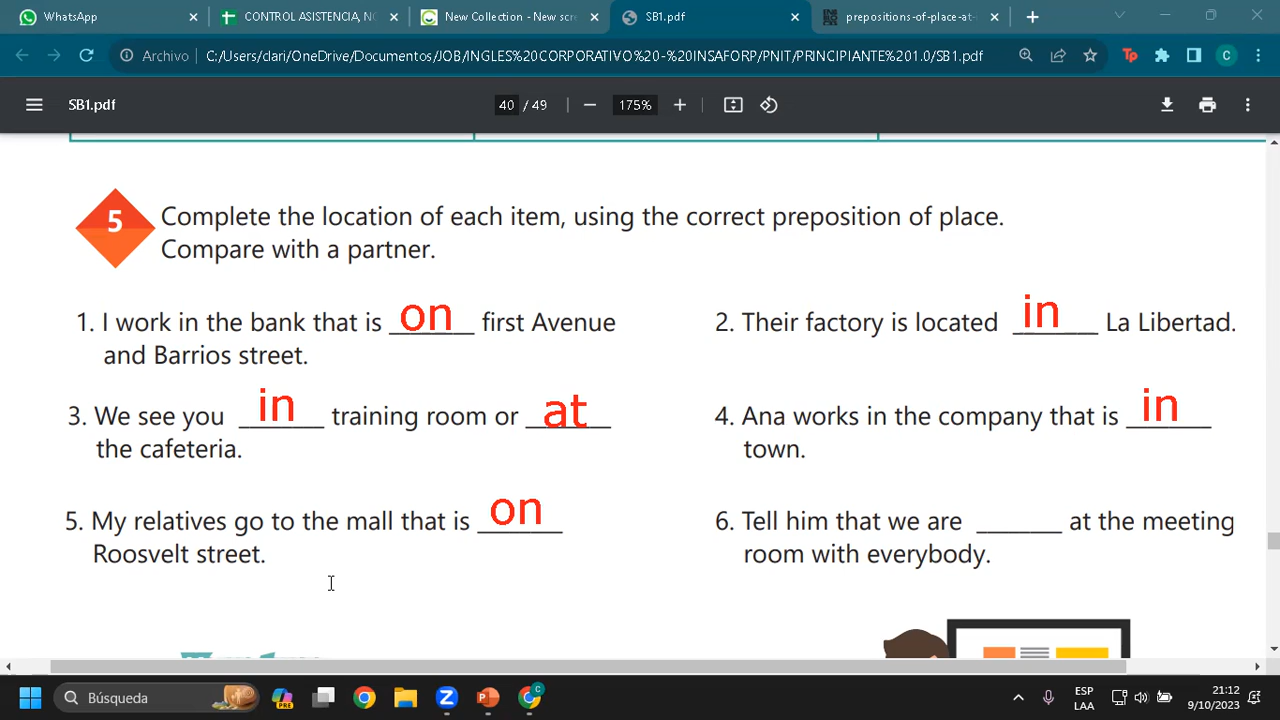 WhatsApp
CONTROL ASISTENCIA, NO
New Collection - New scre
SB1.pdf
prepositions-of-place-at-i
Archivo
C:/Users/clari/OneDrive/Documentos/JOB/INGLES%20CORPORATIVO%20-%20INSAFORP/PNIT/PRINCIPIANTE%201.0/SB1.pdf
SB1.pdf
40 / 49
175%
5
Complete the location of each item, using the correct preposition of place.
Compare with a partner.
1. I work in the bank that is on first Avenue
and Barrios street.
2. Their factory is located in La Libertad.
3. We see you in training room or at
the cafeteria.
4. Ana works in the company that is in
town.
5. My relatives go to the mall that is on
Roosvelt street.
6. Tell him that we are ________ at the meeting
room with everybody.
Búsqueda
PRE
ESP
LAA
21:12
9/10/2023